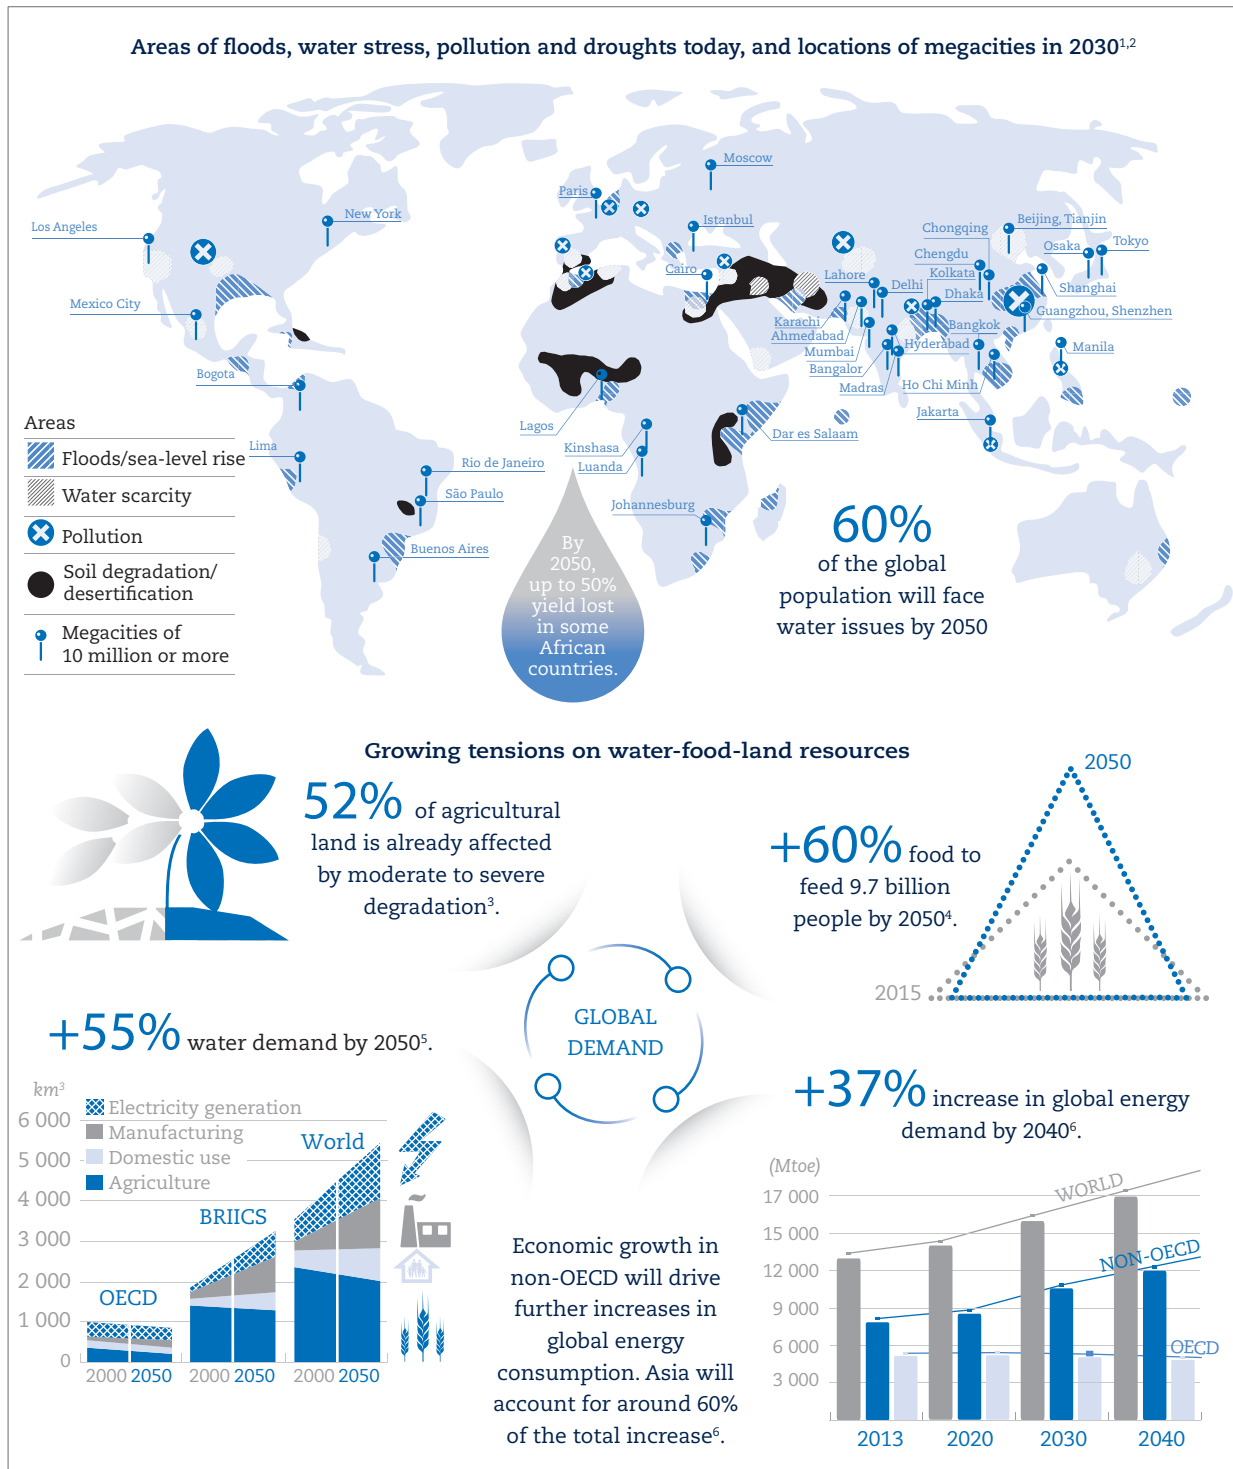 Areas of floods, water stress, pollution and droughts today, and locations of megacities in 2030¹,²
Moscow
Paris
New York
Istanbul
Los Angeles
Beijing, Tianjin
Chongqing
Osaka
Tokyo
Chengdu
Cairo
Lahore
Kolkata
Delhi
Shanghai
Dhaka
Mexico City
Guangzhou, Shenzhen
Karachi
Ahmedabad
Bangkok
Hyderabad
Manila
Mumbai
Bangalor
Madras
Ho Chi Minh
Bogota
Jakarta
Lagos
Dar es Salaam
Kinshasa
Luanda
Lima
Rio de Janeiro
São Paulo
Johannesburg
Buenos Aires
Areas
Floods/sea-level rise
Water scarcity
Pollution
Soil degradation/
desertification
Megacities of
10 million or more
By
2050,
up to 50%
yield lost
in some
African
countries.
60%
of the global
population will face
water issues by 2050
Growing tensions on water-food-land resources
52% of agricultural
land is already affected
by moderate to severe
degradation³.
+60% food to
feed 9.7 billion
people by 2050⁴.
2050
2015
GLOBAL
DEMAND
+55% water demand by 2050⁵.
km³
6 000
5 000
4 000
3 000
2 000
1 000
0
Electricity generation
Manufacturing
Domestic use
Agriculture
OECD
BRIICS
World
2000 2050
2000 2050
2000 2050
+37% increase in global energy
demand by 2040⁶.
(Mtoe)
17 000
15 000
12 000
9 000
6 000
3 000
WORLD
NON-OECD
OECD
2013
2020
2030
2040
Economic growth in
non-OECD will drive
further increases in
global energy
consumption. Asia will
account for around 60%
of the total increase⁶.